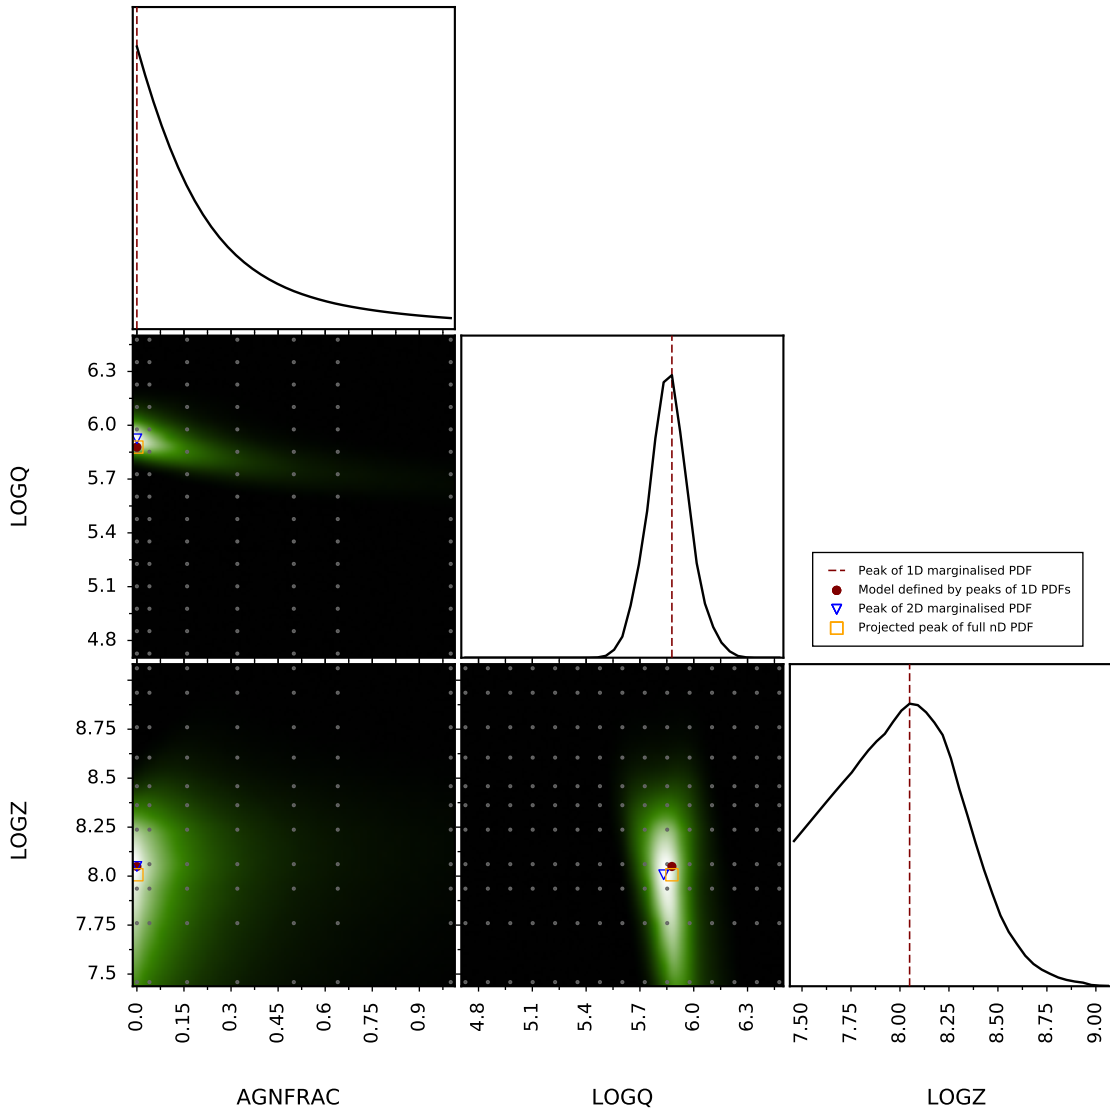 6.3
6.0
5.7
5.4
5.1
4.8
LOGQ
Peak of 1D marginalised PDF
Model defined by peaks of 1D PDFs
Peak of 2D marginalised PDF
Projected peak of full nD PDF
8.75
8.5
8.25
8.0
7.75
7.5
LOGZ
0.0 0.15 0.3 0.45 0.6 0.75 0.9
4.8 5.1 5.4 5.7 6.0 6.3
7.50 7.75 8.00 8.25 8.50 8.75 9.00
AGNFRAC LOGQ LOGZ